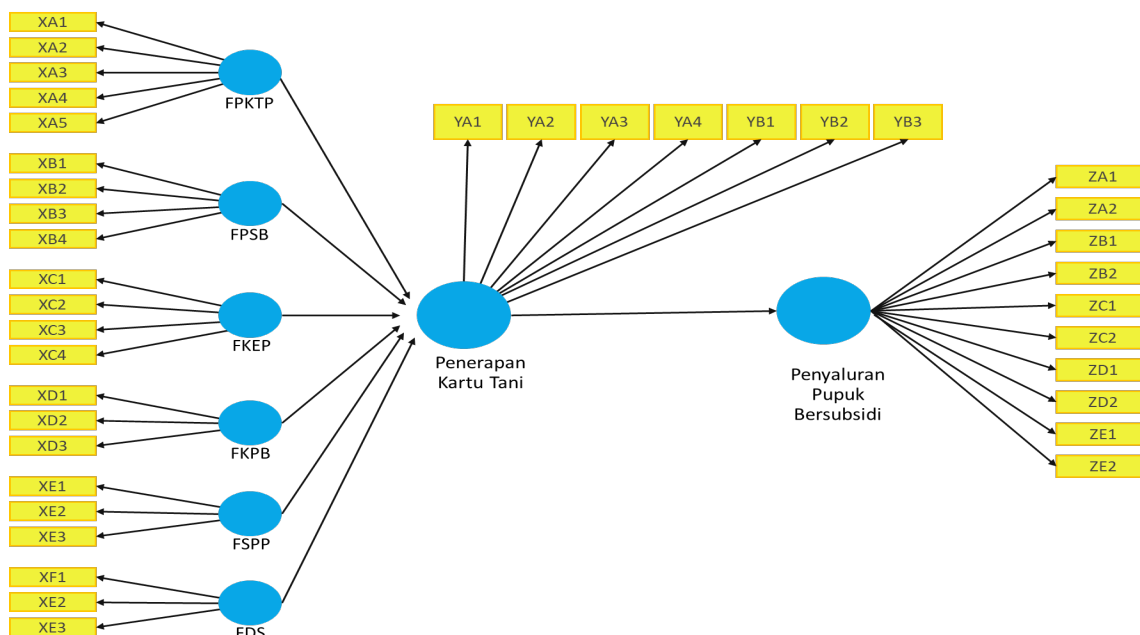 XA1
XA2
XA3
XA4
XA5
FPKTP
XB1
XB2
XB3
XB4
FPSB
XC1
XC2
XC3
XC4
FKEP
XD1
XD2
XD3
FKPB
XE1
XE2
XE3
FSPP
XF1
XE2
XE3
FDS
YA1
YA2
YA3
YA4
YB1
YB2
YB3
Penerapan
Kartu Tani
Penyaluran
Pupuk
Bersubsidi
ZA1
ZA2
ZB1
ZB2
ZC1
ZC2
ZD1
ZD2
ZE1
ZE2